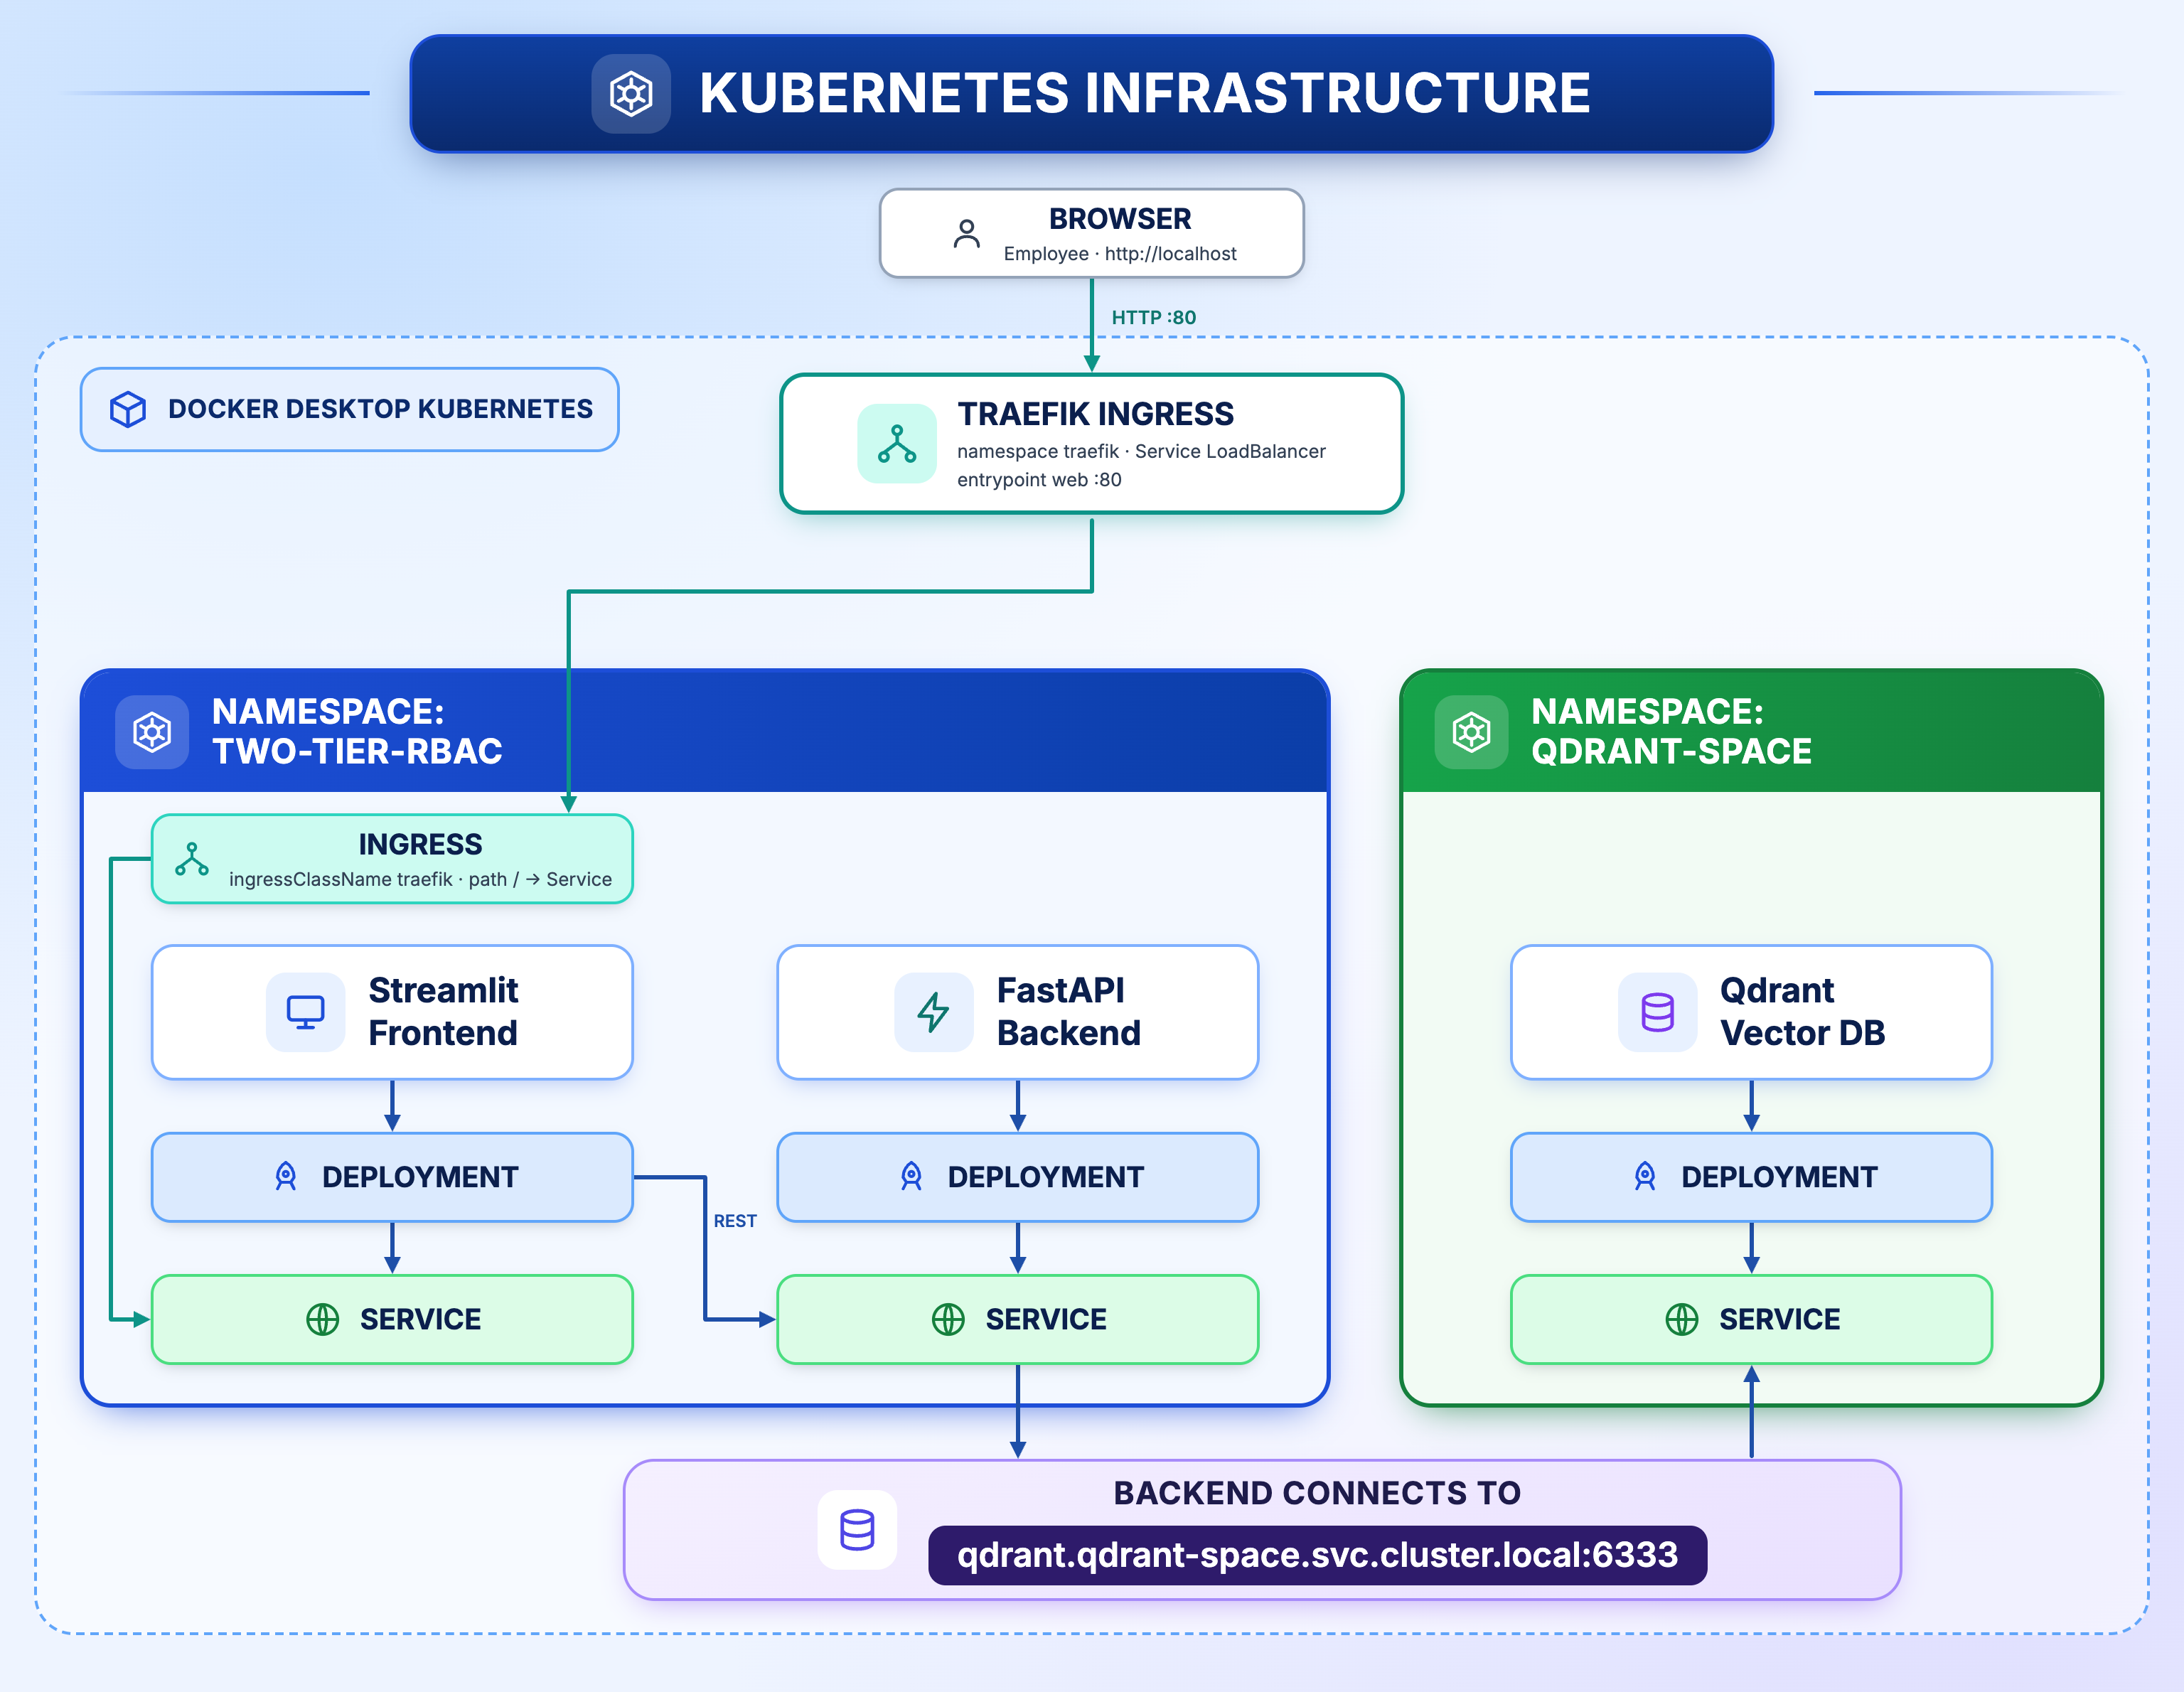 KUBERNETES INFRASTRUCTURE
BROWSER
Employee · http://localhost
HTTP :80
DOCKER DESKTOP KUBERNETES
TRAEFIK INGRESS
namespace traefik · Service LoadBalancer
entrypoint web :80
NAMESPACE:
TWO-TIER-RBAC
INGRESS
ingressClassName traefik · path / → Service
Streamlit
Frontend
DEPLOYMENT
SERVICE
REST
FastAPI
Backend
DEPLOYMENT
SERVICE
NAMESPACE:
QDRANT-SPACE
Qdrant
Vector DB
DEPLOYMENT
SERVICE
BACKEND CONNECTS TO
qdrant.qdrant-space.svc.cluster.local:6333